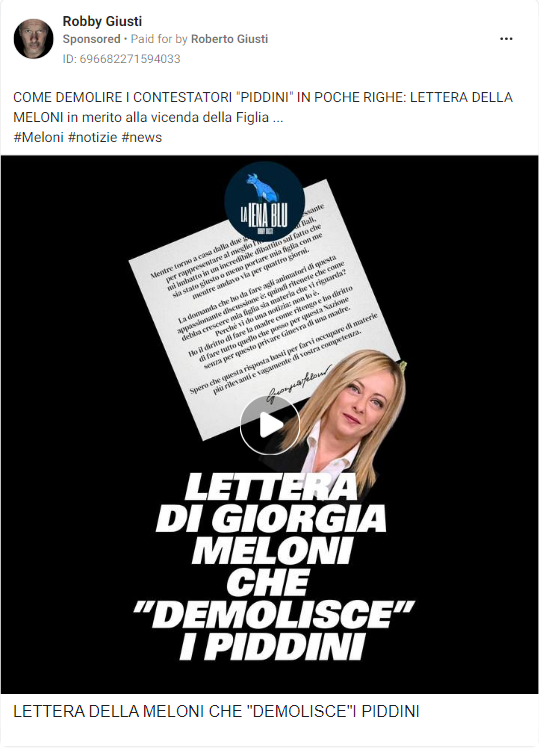 Robby Giusti
Sponsored • Paid for by Roberto Giusti
ID: 696682271594033
COME DEMOLIRE I CONTESTATORI "PIDDINI" IN POCHE RIGHE: LETTERA DELLA
MELONI in merito alla vicenda della Figlia ...
#Meloni #notizie #news
LA IENA BLU
ROBBY GIUSTI
Mentre torno a casa dalla due
per rappresentare al meglio l' Bali,
mi imbatto in un incredibile dibattito sul fatto che
sia stato giusto o meno portare mia figlia con me
mentre andavo via per quattro giorni.
La domanda che ho da fare agli animatori di questa
appassionante discussione è: quindi ritenete che come
debba crescere mia figlia sia materia che vi riguarda?
Perché vi do una notizia: non lo è.
Ho il diritto di fare la madre come ritengo e ho diritto
di fare tutto quello che posso per questa Nazione
senza per questo privare Ginevra di una madre.
Spero che questa risposta basti per farvi occupare di materie
più rilevanti e vagamente di vostra competenza.
Giorgia Meloni
LETTERA
DI GIORGIA
MELONI
CHE
"DEMOLISCE"
I PIDDINI
LETTERA DELLA MELONI CHE "DEMOLISCE"I PIDDINI